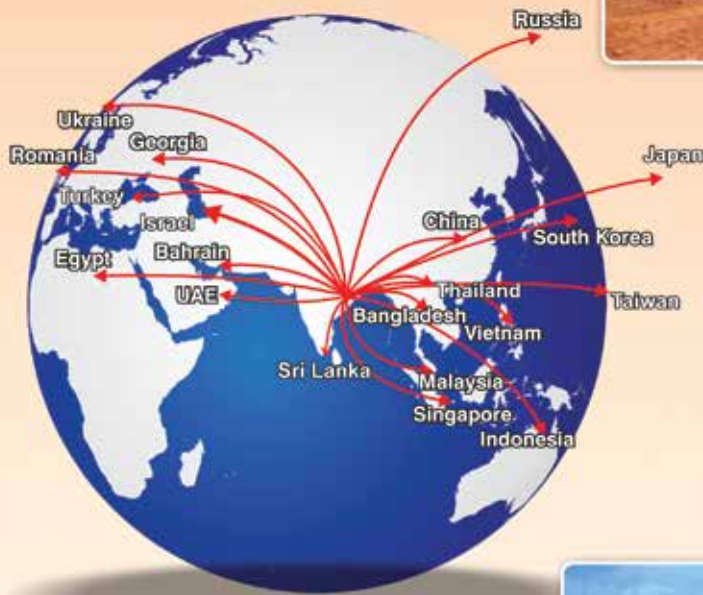 Russia
Ukraine
Georgia
Romania
Japan
Turkey
Israel
China
South Korea
Egypt
Bahrain
UAE
Thailand
Taiwan
Bangladesh
Vietnam
Sri Lanka
Malaysia
Singapore
Indonesia